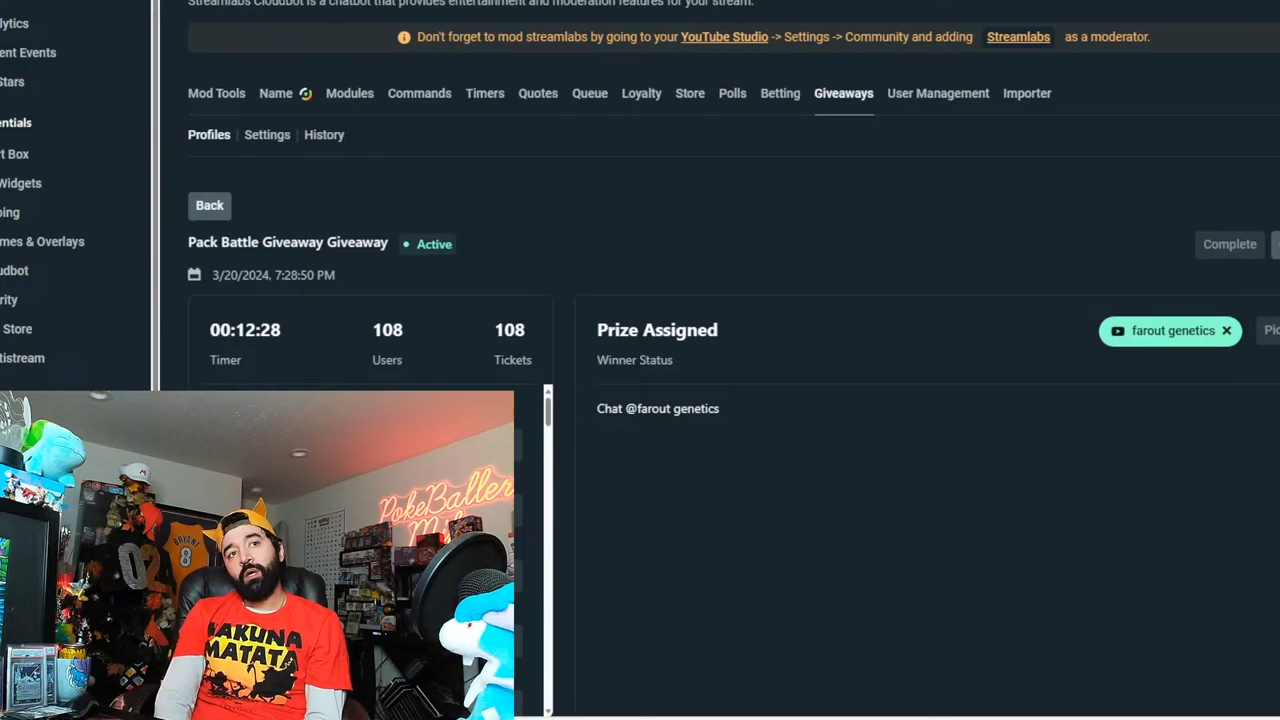 Streamlabs Cloudbot is a chatbot that provides entertainment and moderation features for your stream.
Don't forget to mod streamlabs by going to your YouTube Studio -> Settings -> Community and adding Streamlabs as a moderator.
Mod Tools Name Modules Commands Timers Quotes Queue Loyalty Store Polls Betting Giveaways User Management Importer
Profiles | Settings | History
lytics
ent Events
Stars
entials
t Box
Widgets
ping
mes & Overlays
udbot
rity
Store
tistream
Back
Pack Battle Giveaway Giveaway • Active
Complete
3/20/2024, 7:28:50 PM
00:12:28 108 108
Timer Users Tickets
Prize Assigned
farout genetics ×
Pic
Winner Status
Chat @farout genetics
PokeBaller
BRYANT
8
02
M
HAKUNA
MATATA